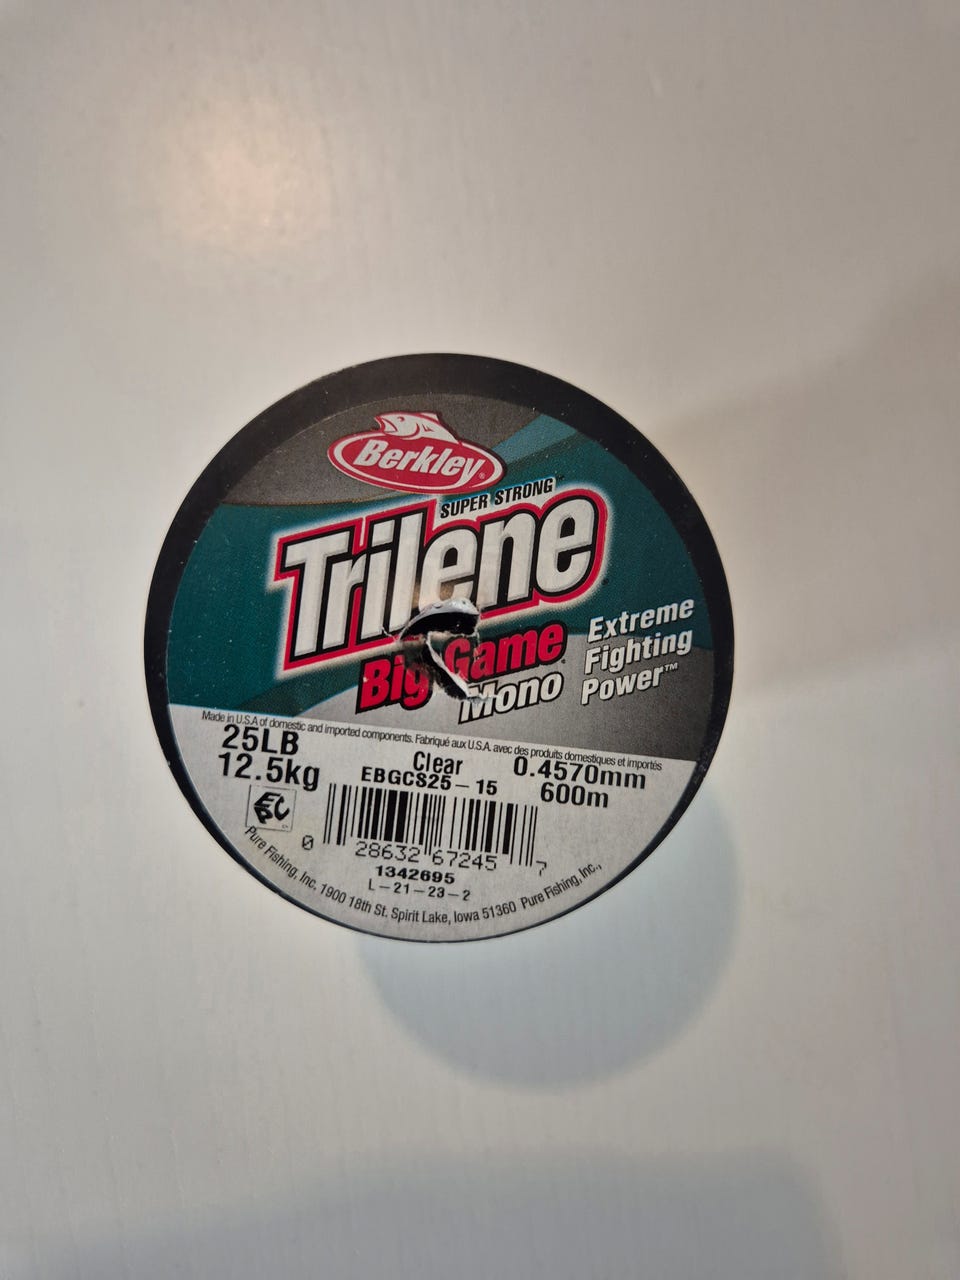 Berkley®
SUPER STRONG™
Trilene®
Big Game®
Mono
Extreme
Fighting
Power™
Made in U.S.A of domestic and imported components. Fabriqué aux U.S.A. avec des produits domestiques et importés
25LB
12.5kg
Clear
EBGCS25-15
0.4570mm
600m
0 28632 67245 7
1342695
L-21-23-2
Pure Fishing, Inc. 1900 18th St. Spirit Lake, Iowa 51360 Pure Fishing, Inc.,